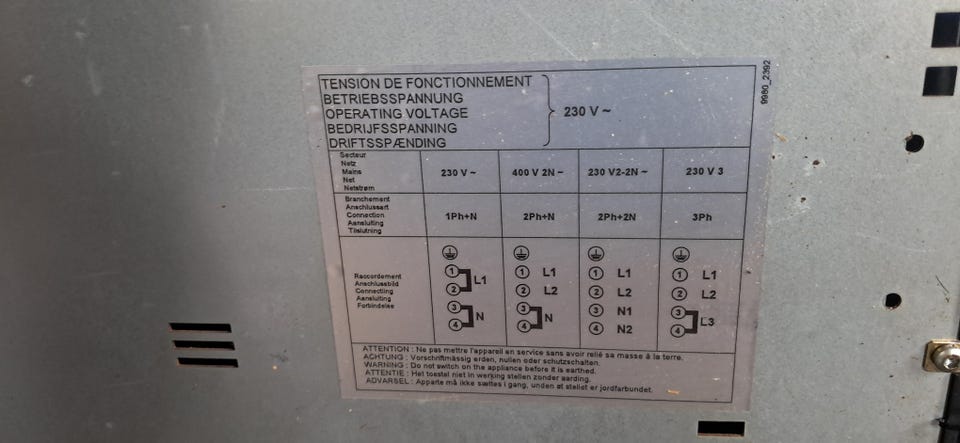 TENSION DE FONCTIONNEMENT
BETRIEBSSPANNUNG
OPERATING VOLTAGE
BEDRIJFSSPANNING
DRIFTSSPÆNDING
230 V ~
9980_2392
Secteur
Netz
Mains
Net
Netstrøm
230 V ~
400 V 2N ~
230 V2-2N ~
230 V 3
Branchement
Anschlussart
Connection
Aansluiting
Tilslutning
1Ph+N
2Ph+N
2Ph+2N
3Ph
Raccordement
Anschlussbild
Connecting
Aansluiting
Forbindelse
1 2 L1
3 4 N
1 L1
2 L2
3 4 N
1 L1
2 L2
3 N1
4 N2
1 L1
2 L2
3 4 L3
ATTENTION : Ne pas mettre l'appareil en service sans avoir relié sa masse à la terre.
ACHTUNG : Vorschriftmässig erden, nullen oder schutzschalten.
WARNING : Do not switch on the appliance before it is earthed.
ATTENTIE : Het toestel niet in werking stellen zonder aarding.
ADVARSEL : Apparte må ikke sættes i gang, unden at stellet er jordfarbundet.